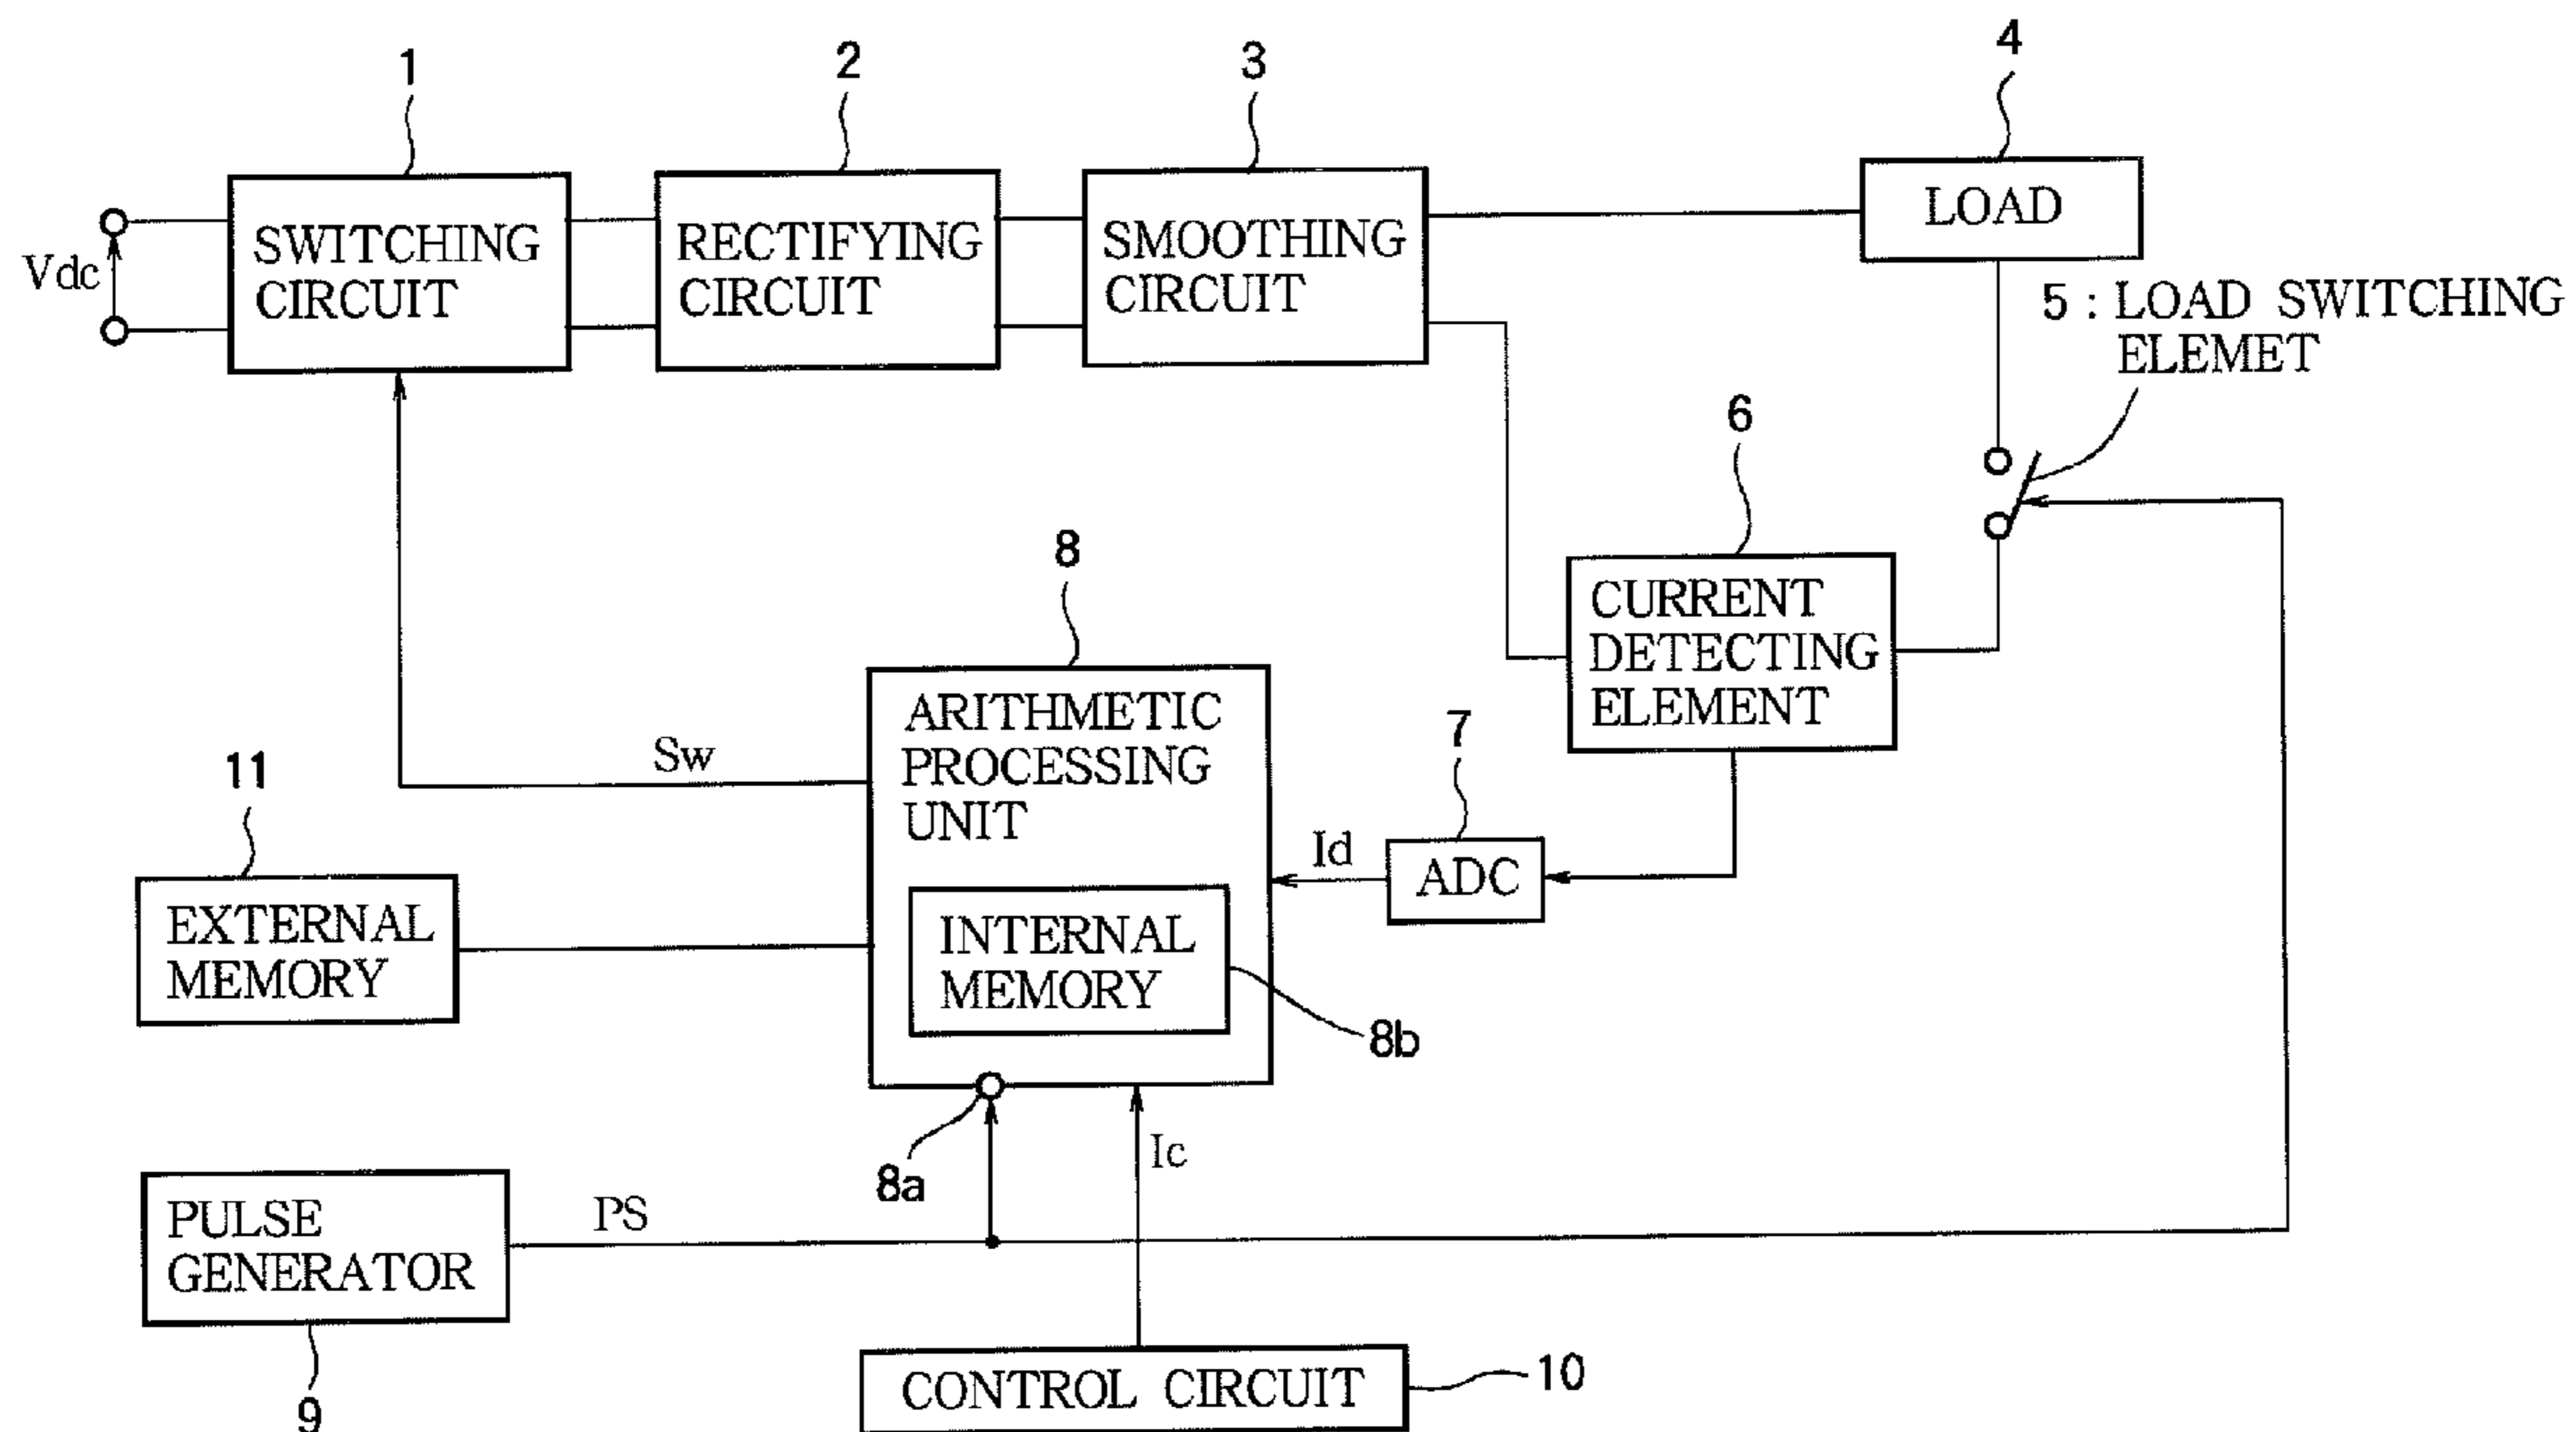 1
2
3
4
Vdc
SWITCHING
CIRCUIT
RECTIFYING
CIRCUIT
SMOOTHING
CIRCUIT
LOAD
5 : LOAD SWITCHING
ELEMET
6
CURRENT
DETECTING
ELEMENT
8
ARITHMETIC
PROCESSING
UNIT
7
ADC
Id
Sw
11
EXTERNAL
MEMORY
INTERNAL
MEMORY
8b
8a
Ic
PULSE
GENERATOR
PS
9
CONTROL CIRCUIT
10